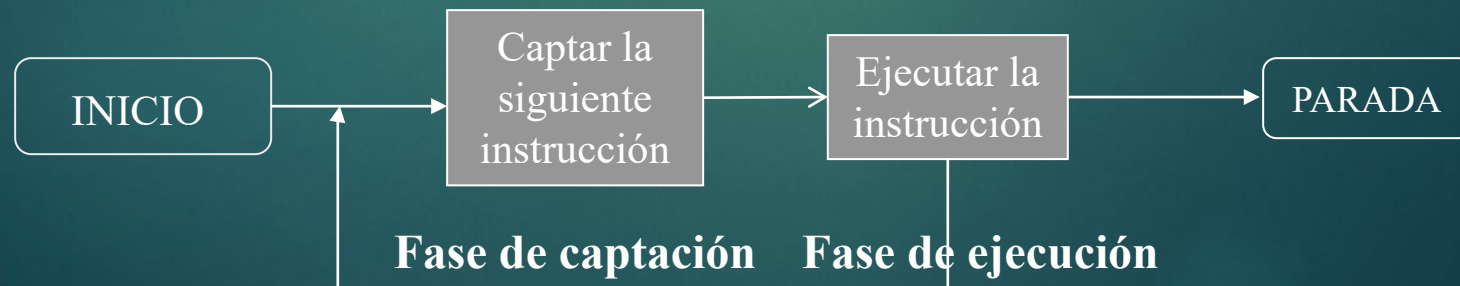 INICIO
Captar la
siguiente
instrucción
Ejecutar la
instrucción
PARADA
Fase de captación
Fase de ejecución